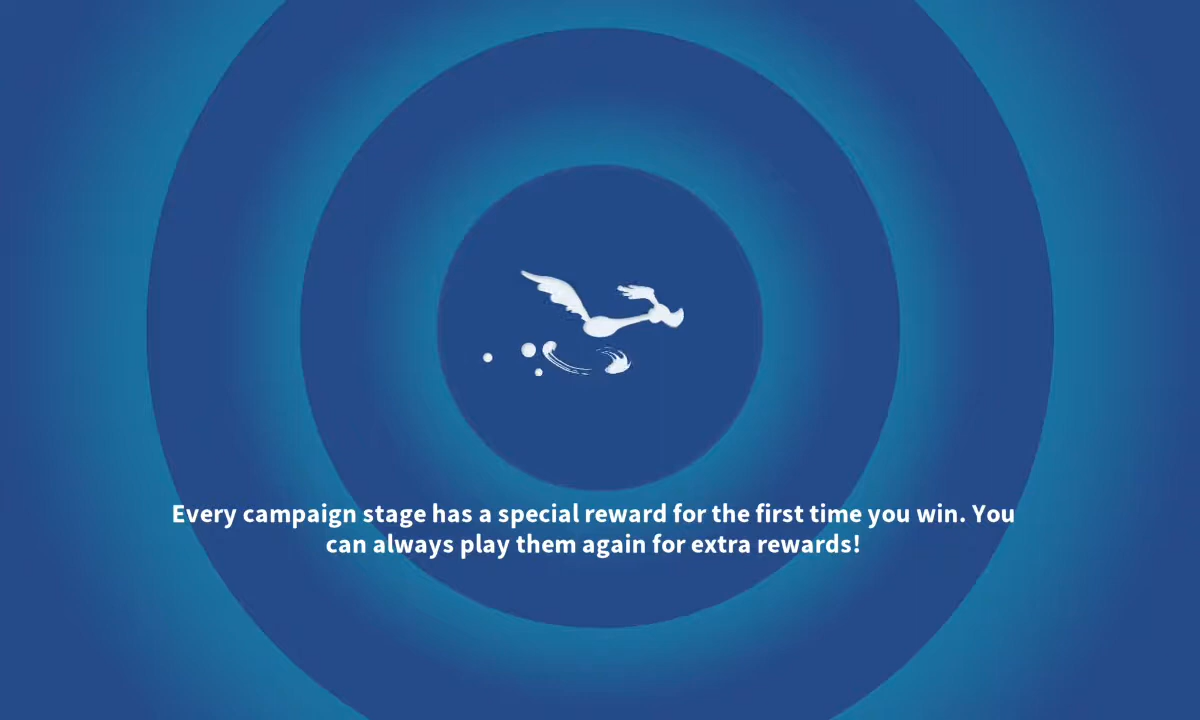 Every campaign stage has a special reward for the first time you win. You
can always play them again for extra rewards!